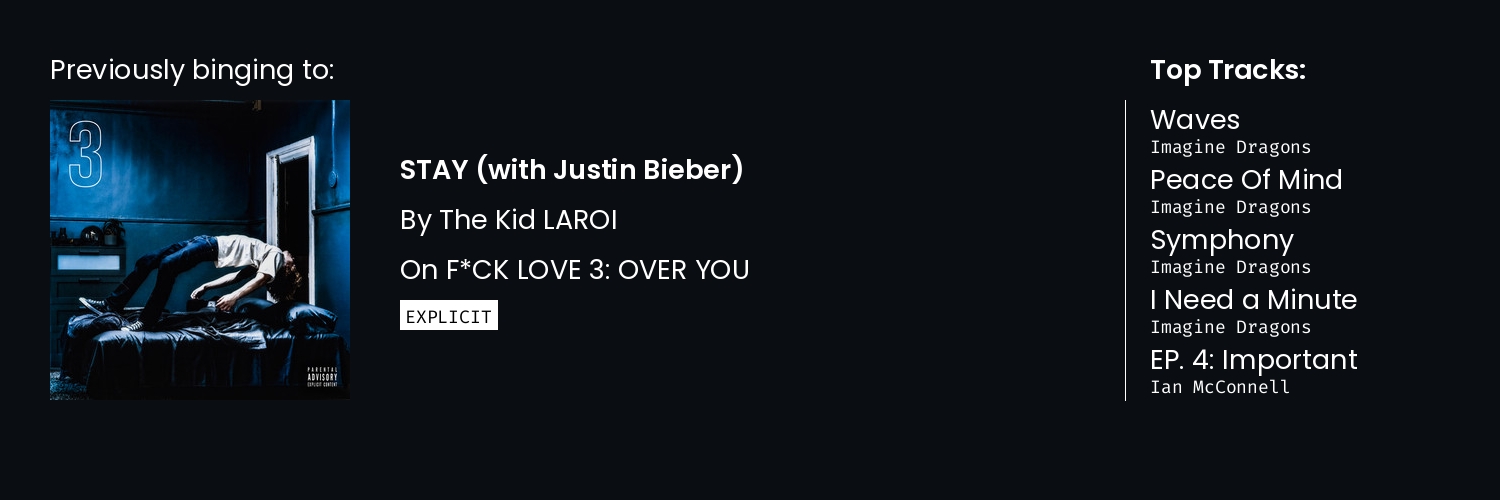 Previously binging to:
3
PARENTAL
ADVISORY
EXPLICIT CONTENT
STAY (with Justin Bieber)
By The Kid LAROI
On F*CK LOVE 3: OVER YOU
EXPLICIT
Top Tracks:
Waves
Imagine Dragons
Peace Of Mind
Imagine Dragons
Symphony
Imagine Dragons
I Need a Minute
Imagine Dragons
EP. 4: Important
Ian McConnell